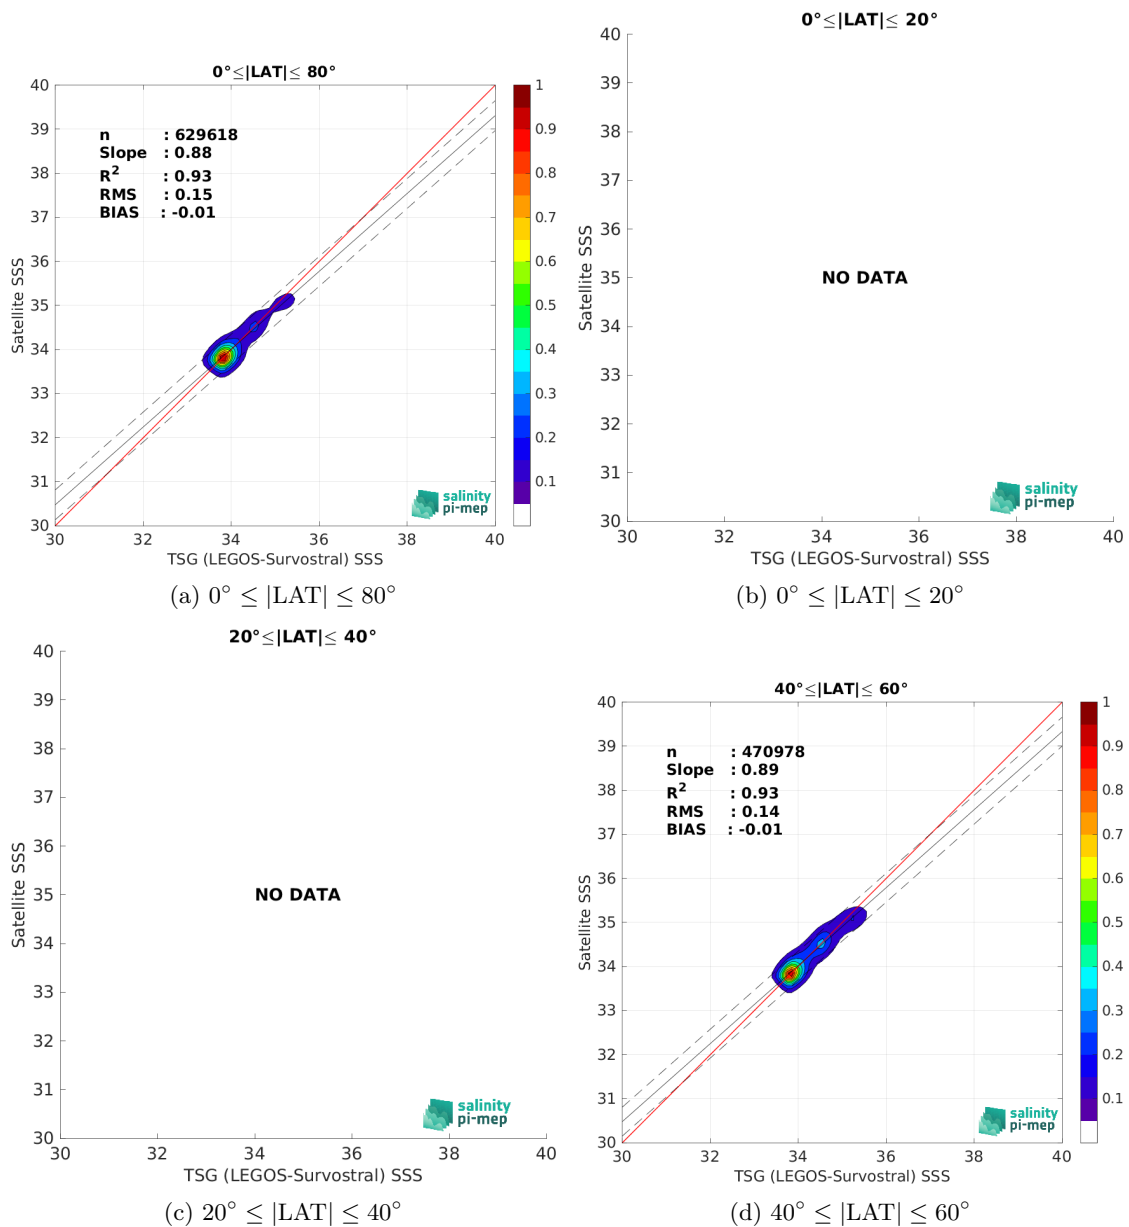 0°≤|LAT|≤ 80°
n : 629618
Slope : 0.88
R² : 0.93
RMS : 0.15
BIAS : -0.01
40
39
38
37
36
35
34
33
32
31
30
30 32 34 36 38 40
1
0.9
0.8
0.7
0.6
0.5
0.4
0.3
0.2
0.1
Satellite SSS
TSG (LEGOS-Survostral) SSS
salinity
pi-mep
(a) 0° ≤ |LAT| ≤ 80°
0°≤|LAT|≤ 20°
40
39
38
37
36
35
34
33
32
31
30
30 32 34 36 38 40
Satellite SSS
NO DATA
TSG (LEGOS-Survostral) SSS
salinity
pi-mep
(b) 0° ≤ |LAT| ≤ 20°
20°≤|LAT|≤ 40°
40
39
38
37
36
35
34
33
32
31
30
30 32 34 36 38 40
Satellite SSS
NO DATA
TSG (LEGOS-Survostral) SSS
salinity
pi-mep
(c) 20° ≤ |LAT| ≤ 40°
40°≤|LAT|≤ 60°
n : 470978
Slope : 0.89
R² : 0.93
RMS : 0.14
BIAS : -0.01
40
39
38
37
36
35
34
33
32
31
30
30 32 34 36 38 40
1
0.9
0.8
0.7
0.6
0.5
0.4
0.3
0.2
0.1
Satellite SSS
TSG (LEGOS-Survostral) SSS
salinity
pi-mep
(d) 40° ≤ |LAT| ≤ 60°